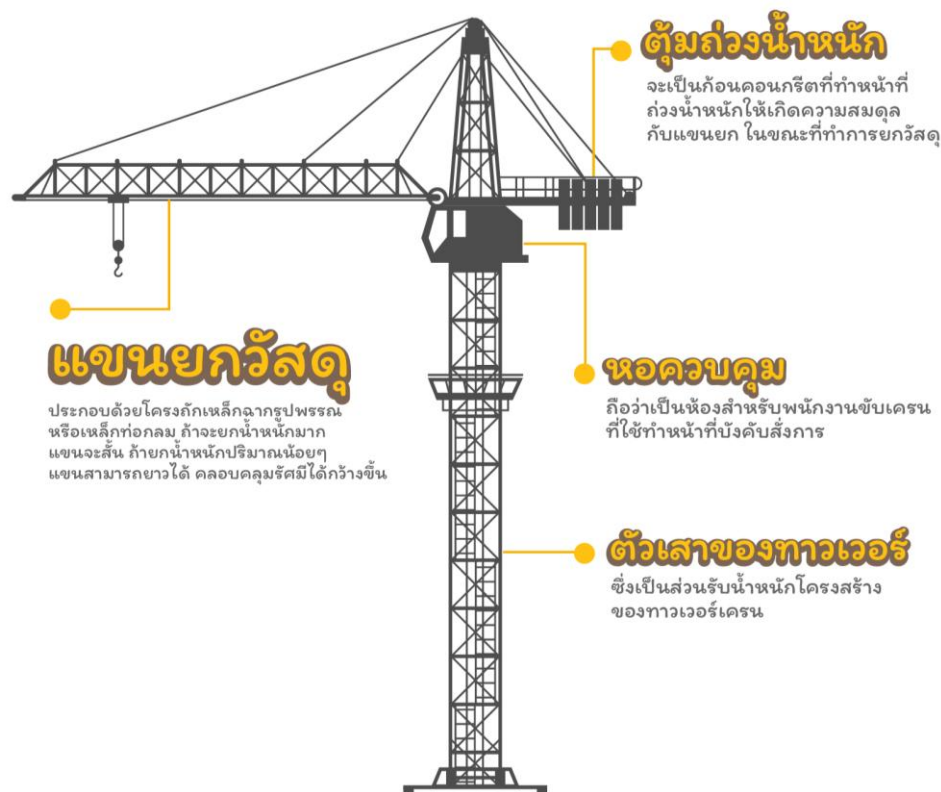 ตุ้มถ่วงน้ำหนัก
จะเป็นก้อนคอนกรีตที่ทำหน้าที่
ถ่วงน้ำหนักให้เกิดความสมดุล
กับแขนยก ในขณะที่ทำการยกวัสดุ
แขนยกวัสดุ
ประกอบด้วยโครงถักเหล็กฉากรูปพรรณ
หรือเหล็กท่อกลม ถ้าจะยกน้ำหนักมาก
แขนจะสั้น ถ้ายกน้ำหนักปริมาณน้อยๆ
แขนสามารถยาวได้ คลอบคลุมรัศมีได้กว้างขึ้น
หอควบคุม
ถือว่าเป็นห้องสำหรับพนักงานขับเครน
ที่ใช้ทำหน้าที่บังคับสั่งการ
ตัวเสาของทาวเวอร์
ซึ่งเป็นส่วนรับน้ำหนักโครงสร้าง
ของทาวเวอร์เครน